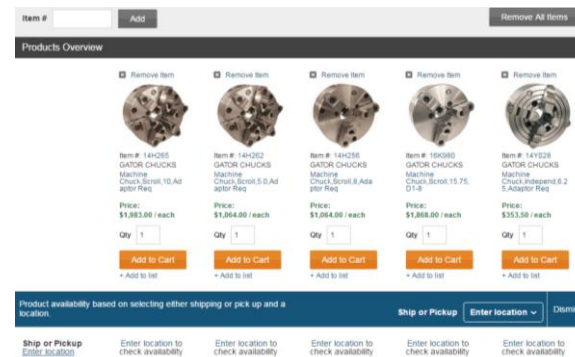 Item #
Add
Remove All Items
Products Overview
Remove Item
Remove Item
Remove Item
Remove Item
Remove Item
Item #: 14H265
GATOR CHUCKS
Machine
Chuck,Scroll,10,Ad
aptor Req
Price:
$1,983.00 / each
Qty 1
Add to Cart
+ Add to list
Item #: 14H262
GATOR CHUCKS
Machine
Chuck,Scroll,5.0,Ad
aptor Req
Price:
$1,064.00 / each
Qty 1
Add to Cart
+ Add to list
Item #: 14H256
GATOR CHUCKS
Machine
Chuck,Scroll,8,Ada
ptor Req
Price:
$1,064.00 / each
Qty 1
Add to Cart
+ Add to list
Item #: 16K980
GATOR CHUCKS
Machine
Chuck,Scroll,15.75,
D1-8
Price:
$1,868.00 / each
Qty 1
Add to Cart
+ Add to list
Item #: 14Y028
GATOR CHUCKS
Machine
Chuck,Independ,8.2
5,Adaptor Req
Price:
$353.50 / each
Qty 1
Add to Cart
+ Add to list
Product availability based on selecting either shipping or pick up and a
location.
Ship or Pickup
Enter location
Dismi
Ship or Pickup
Enter location
Enter location to
check availability
Enter location to
check availability
Enter location to
check availability
Enter location to
check availability
Enter location to
check availability